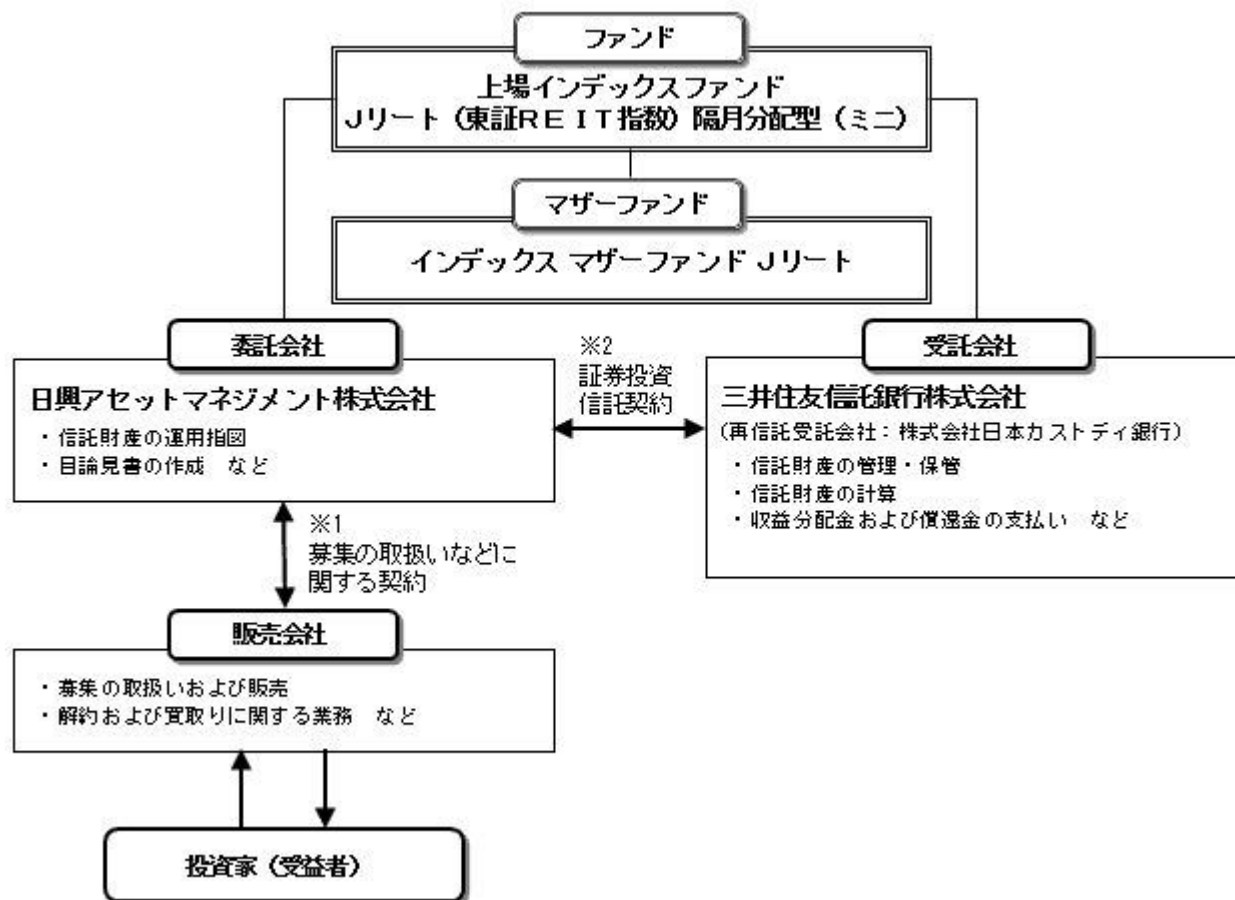 ファンド
上場インデックスファンド
Jリート（東証REIT指数）隔月分配型（ミニ）
マザーファンド
インデックス マザーファンド Jリート
委託会社
日興アセットマネジメント株式会社
・信託財産の運用指図
・目論見書の作成　など
※2
証券投資
信託契約
受託会社
三井住友信託銀行株式会社
(再信託受託会社：株式会社日本カストディ銀行)
・信託財産の管理・保管
・信託財産の計算
・収益分配金および償還金の支払い　など
※1
募集の取扱いなどに
関する契約
販売会社
・募集の取扱いおよび販売
・解約および買取りに関する業務　など
投資家（受益者）